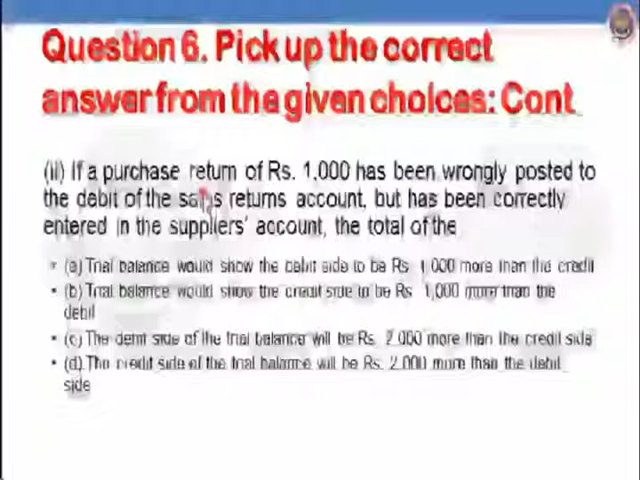 Question 6. Pick up the correct
answer from the given choices: Cont
(ii) If a purchase return of Rs. 1,000 has been wrongly posted to
the debit of the sales returns account, but has been correctly
entered in the suppliers' account, the total of the
• (a) Trial balance would show the debit side to be Rs 1,000 more than the credit
• (b) Trial balance would show the credit side to be Rs 1,000 more than the
debit
• (c) The debit side of the trial balance will be Rs. 2,000 more than the credit side
• (d) The credit side of the trial balance will be Rs. 2,000 more than the debit
side